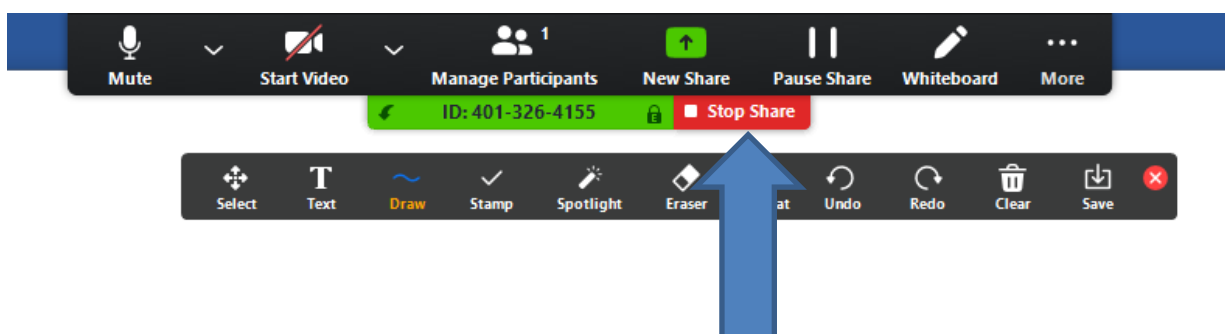 1
Mute Start Video Manage Participants New Share Pause Share Whiteboard More
ID: 401-326-4155 Stop Share
Select Text Draw Stamp Spotlight Eraser Undo Redo Clear Save